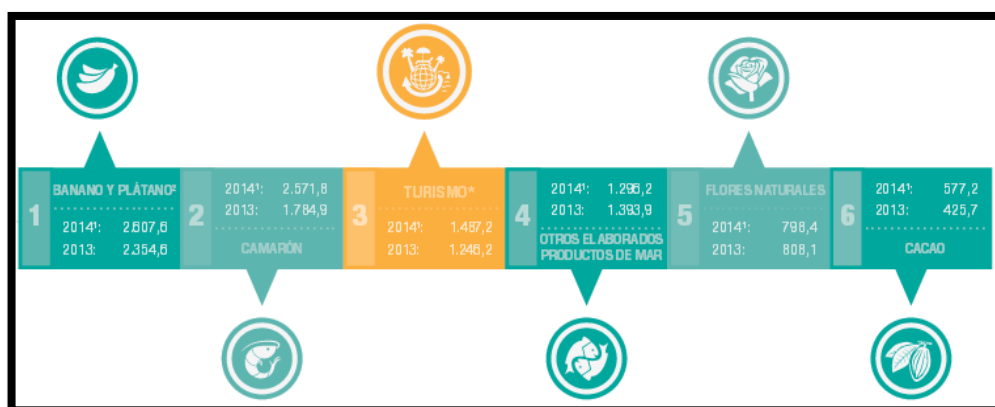 1
BANANO Y PLÁTANO²
2014¹: 2.607,6
2013: 2.354,6
2
2014¹: 2.571,8
2013: 1.784,9
CAMARÓN
3
TURISMO*
2014¹: 1.487,2
2013: 1.246,2
4
2014¹: 1.296,2
2013: 1.393,9
OTROS ELABORADOS
PRODUCTOS DE MAR
5
FLORES NATURALES
2014¹: 798,4
2013: 808,1
6
2014¹: 577,2
2013: 425,7
CACAO